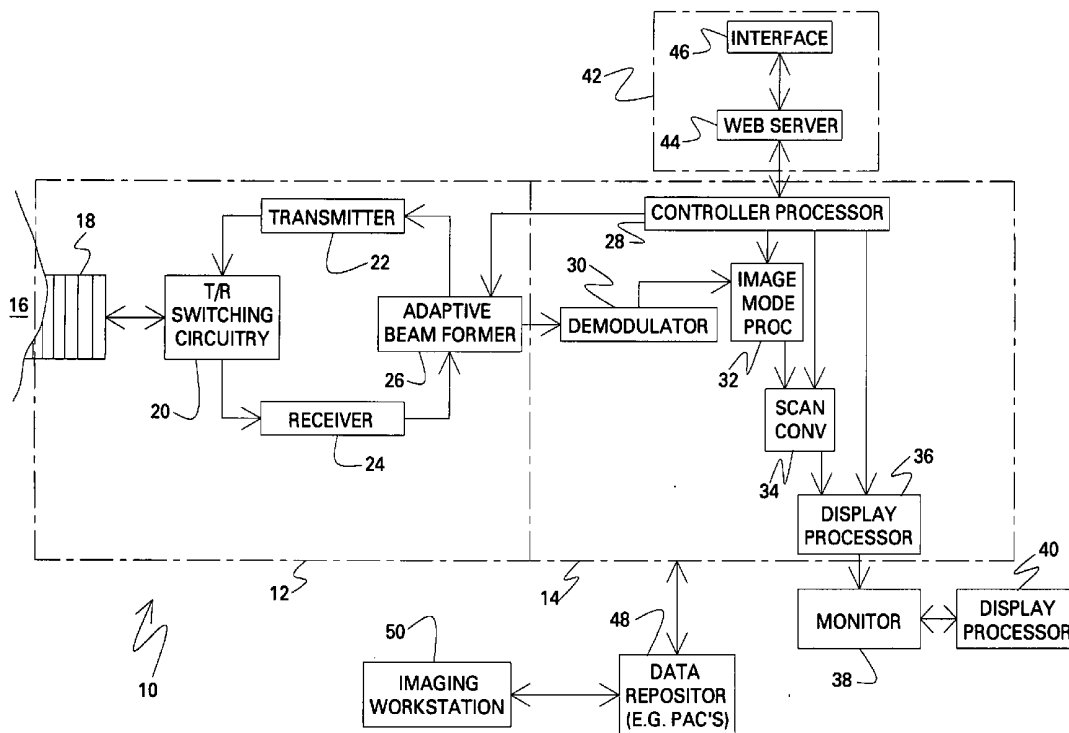 INTERFACE
46
42
44
WEB SERVER
18
TRANSMITTER
22
CONTROLLER PROCESSOR
28
30
16
T/R
SWITCHING
CIRCUITRY
20
ADAPTIVE
BEAM FORMER
26
DEMODULATOR
IMAGE
MODE
PROC
32
RECEIVER
24
SCAN
CONV
34
36
DISPLAY
PROCESSOR
12
14
40
10
50
IMAGING
WORKSTATION
48
DATA
REPOSITOR
(E.G. PAC'S)
MONITOR
38
DISPLAY
PROCESSOR